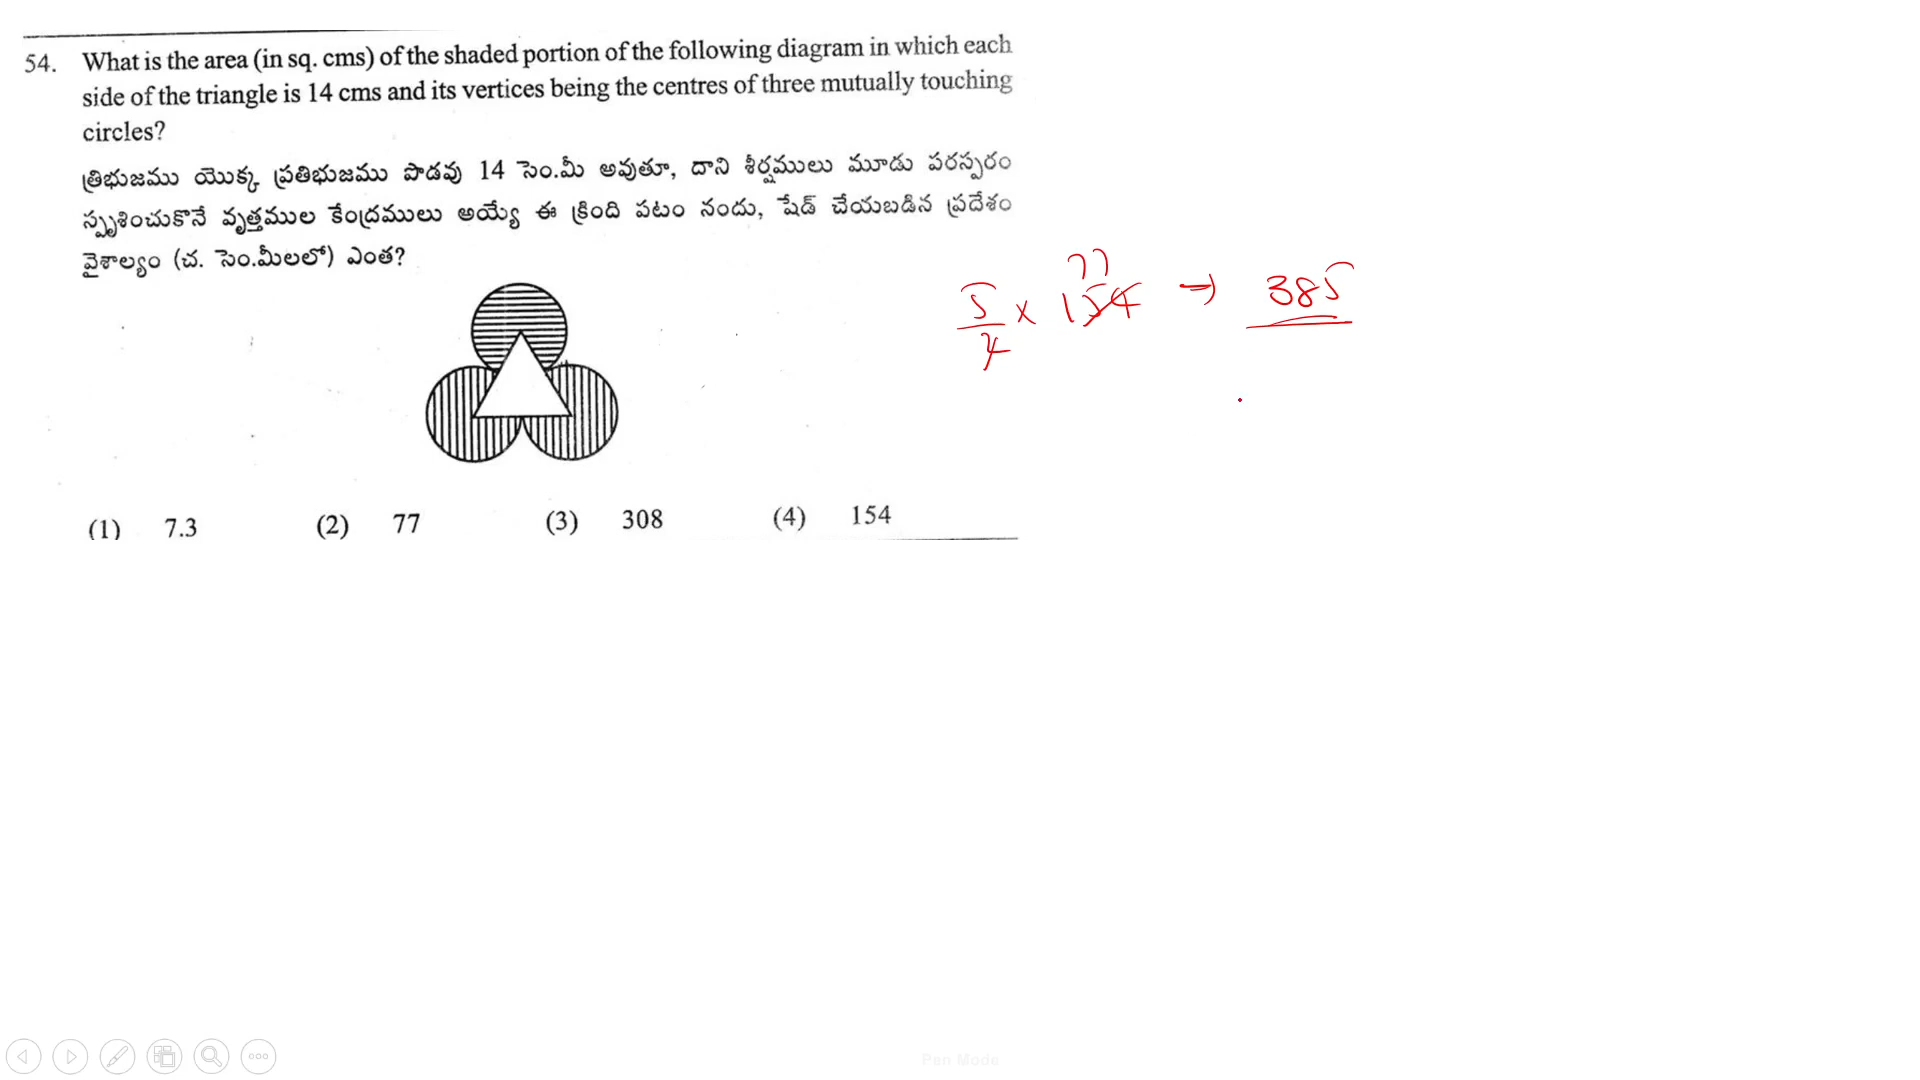 54. What is the area (in sq. cms) of the shaded portion of the following diagram in which each
side of the triangle is 14 cms and its vertices being the centres of three mutually touching
circles?
త్రిభుజము యొక్క ప్రతిభుజము పొడవు 14 సెం.మీ అవుతూ, దాని శీర్షములు మూడు పరస్పరం
స్పృశించుకొనే వృత్తముల కేంద్రములు అయ్యే ఈ క్రింది పటం నందు, షేడ్ చేయబడిన ప్రదేశం
వైశాల్యం (చ. సెం.మీలలో) ఎంత?
77
5/4 x 154 → 385
(1) 7.3 (2) 77 (3) 308 (4) 154
Pen Mode